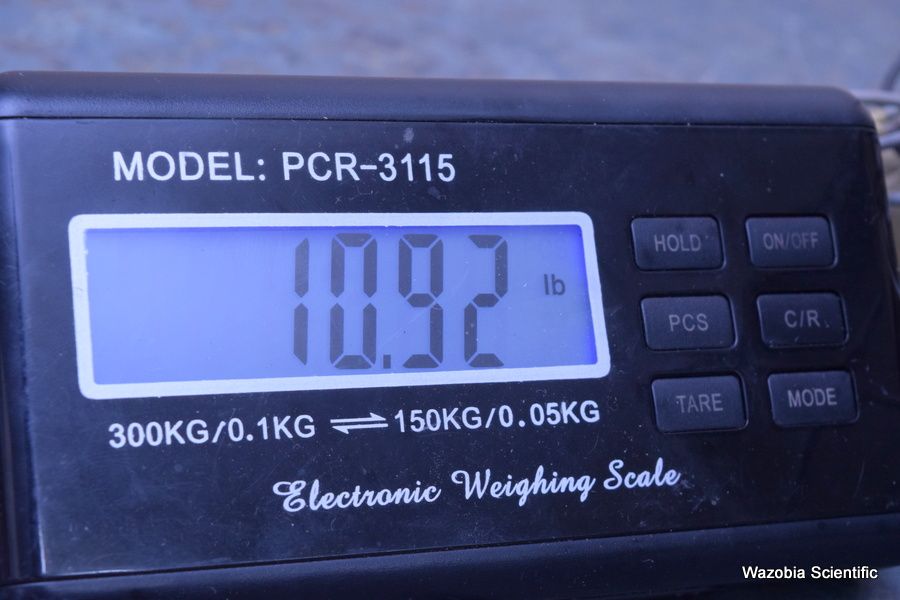 MODEL: PCR-3115
10.92 lb
HOLD ON/OFF
PCS C/R
TARE MODE
300KG/0.1KG ⇌ 150KG/0.05KG
Electronic Weighing Scale
Wazobia Scientific